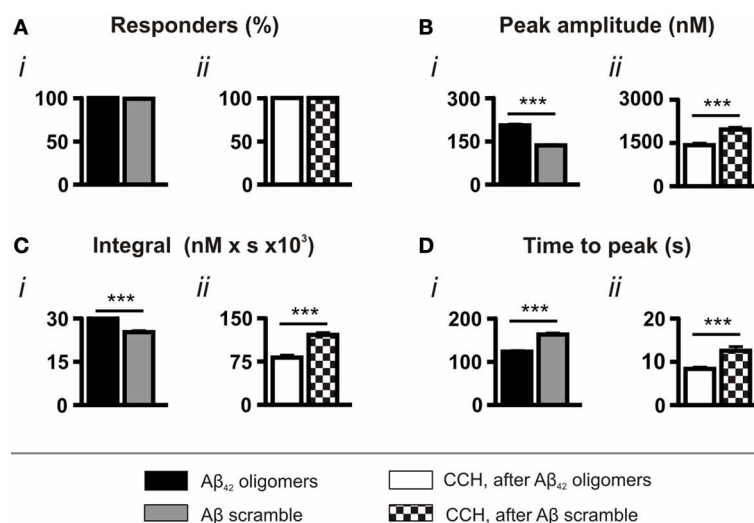 A Responders (%)
B Peak amplitude (nM)
i ii
i ii
100 50 0
100 50 0
300 150 0
***
3000 1500 0
***
C Integral (nM x s x10³)
D Time to peak (s)
i ii
i ii
30 15 0
***
150 75 0
***
200 100 0
***
20 10 0
***
Aβ₄₂ oligomers
CCH, after Aβ₄₂ oligomers
Aβ scramble
CCH, after Aβ scramble